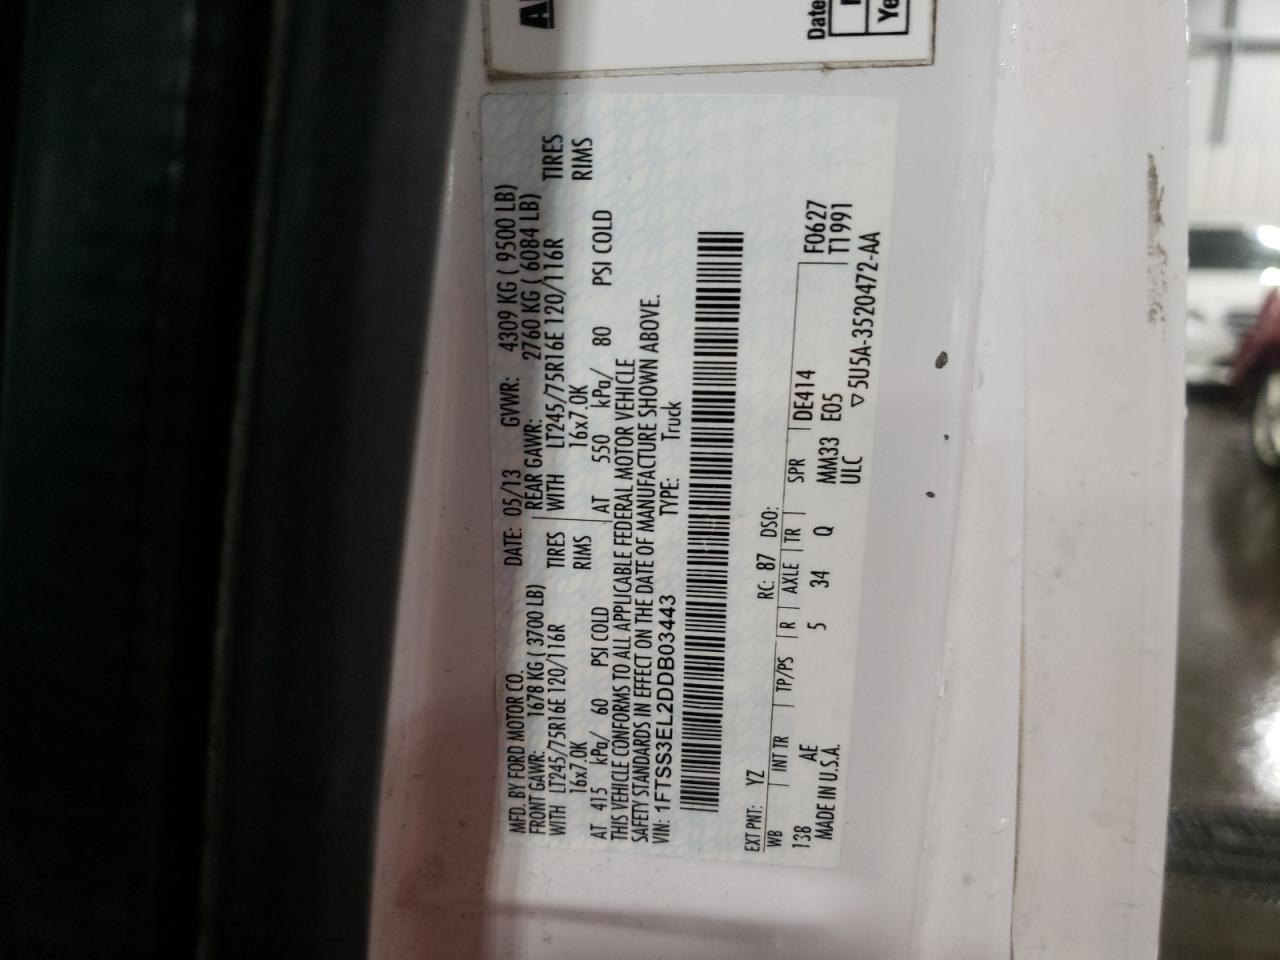 Date
Ye
MFD. BY FORD MOTOR CO. DATE: 05/13 GVWR: 4309 KG ( 9500 LB)
FRONT GAWR: 1678 KG ( 3700 LB) REAR GAWR: 2760 KG ( 6084 LB)
WITH LT245/75R16E 120/116R TIRES WITH LT245/75R16E 120/116R TIRES
16x7.0K RIMS 16x7.0K RIMS
AT 415 kPa/ 60 PSI COLD AT 550 kPa/ 80 PSI COLD
THIS VEHICLE CONFORMS TO ALL APPLICABLE FEDERAL MOTOR VEHICLE
SAFETY STANDARDS IN EFFECT ON THE DATE OF MANUFACTURE SHOWN ABOVE.
VIN: 1FTSS3EL2DDB03443 TYPE: Truck
EXT PNT: YZ RC: 87 DSO:
WB INT TR TP/PS R AXLE TR SPR DE414 F0627
138 AE 5 34 Q MM33 E05 T1991
MADE IN U.S.A. ULC ▽5U5A-3520472-AA